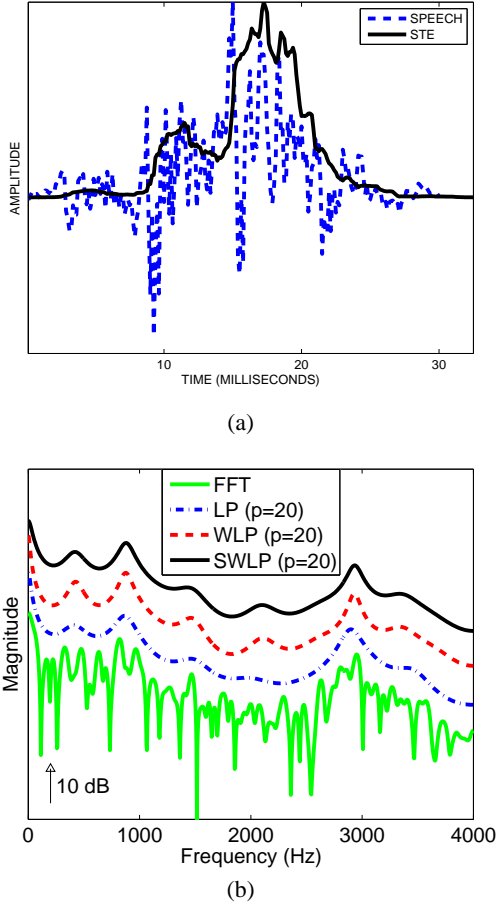 SPEECH
STE
AMPLITUDE
10
20
30
TIME (MILLISECONDS)
(a)
FFT
LP (p=20)
WLP (p=20)
SWLP (p=20)
Magnitude
10 dB
0
1000
2000
3000
4000
Frequency (Hz)
(b)